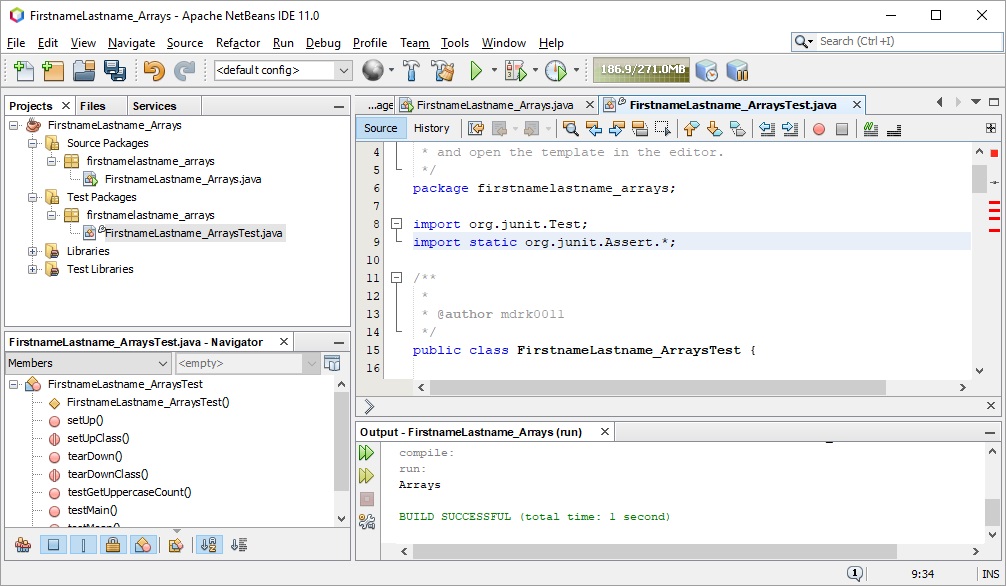 FirstnameLastname_Arrays - Apache NetBeans IDE 11.0
File Edit View Navigate Source Refactor Run Debug Profile Team Tools Window Help
Search (Ctrl+I)
<default config>
186.9/271.0MB
Projects Files Services
FirstnameLastname_Arrays
Source Packages
firstnamelastname_arrays
FirstnameLastname_Arrays.java
Test Packages
firstnamelastname_arrays
FirstnameLastname_ArraysTest.java
Libraries
Test Libraries
FirstnameLastname_ArraysTest.java - Navigator
Members <empty>
FirstnameLastname_ArraysTest
FirstnameLastname_ArraysTest()
setUp()
setUpClass()
tearDown()
tearDownClass()
testGetUppercaseCount()
testMain()
...age FirstnameLastname_Arrays.java FirstnameLastname_ArraysTest.java
Source History
4 * and open the template in the editor.
5 */
6 package firstnamelastname_arrays;
7
8 import org.junit.Test;
9 import static org.junit.Assert.*;
10
11 /**
12 *
13 * @author mdrk0011
14 */
15 public class FirstnameLastname_ArraysTest {
16
Output - FirstnameLastname_Arrays (run)
compile:
run:
Arrays
BUILD SUCCESSFUL (total time: 1 second)
1 9:34 INS